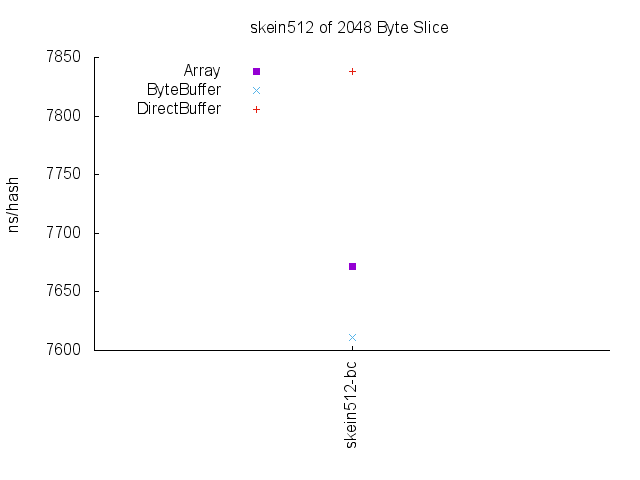 skein512 of 2048 Byte Slice
ns/hash
7850
7800
7750
7700
7650
7600
Array
ByteBuffer
DirectBuffer
skein512-bc